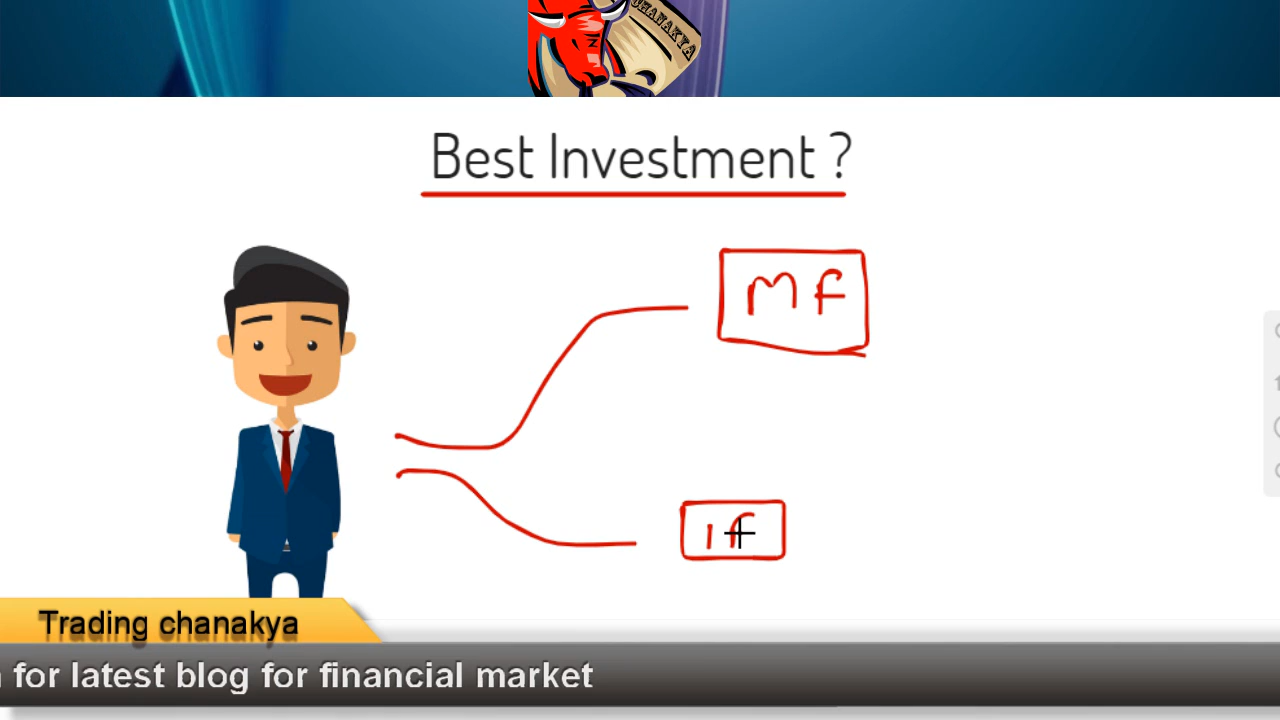 CHANAKYA
Best Investment ?
MF
IF
Trading chanakya
for latest blog for financial market